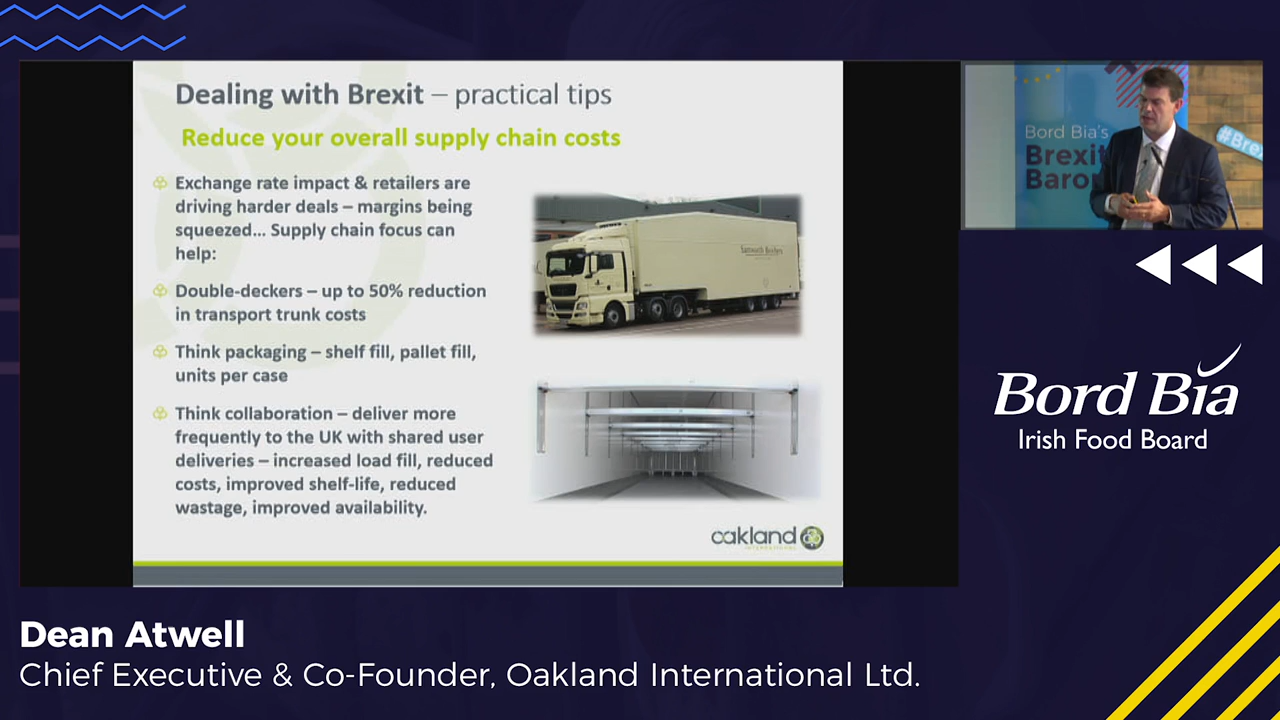 Dealing with Brexit – practical tips
Reduce your overall supply chain costs
Exchange rate impact & retailers are
driving harder deals – margins being
squeezed... Supply chain focus can
help:
Double-deckers – up to 50% reduction
in transport trunk costs
Think packaging – shelf fill, pallet fill,
units per case
Think collaboration – deliver more
frequently to the UK with shared user
deliveries – increased load fill, reduced
costs, improved shelf-life, reduced
wastage, improved availability.
Samworth Brothers
oakland
INTERNATIONAL
Bord Bia's
Brexit
Baro
#Bre
Bord Bia
Irish Food Board
Dean Atwell
Chief Executive & Co-Founder, Oakland International Ltd.